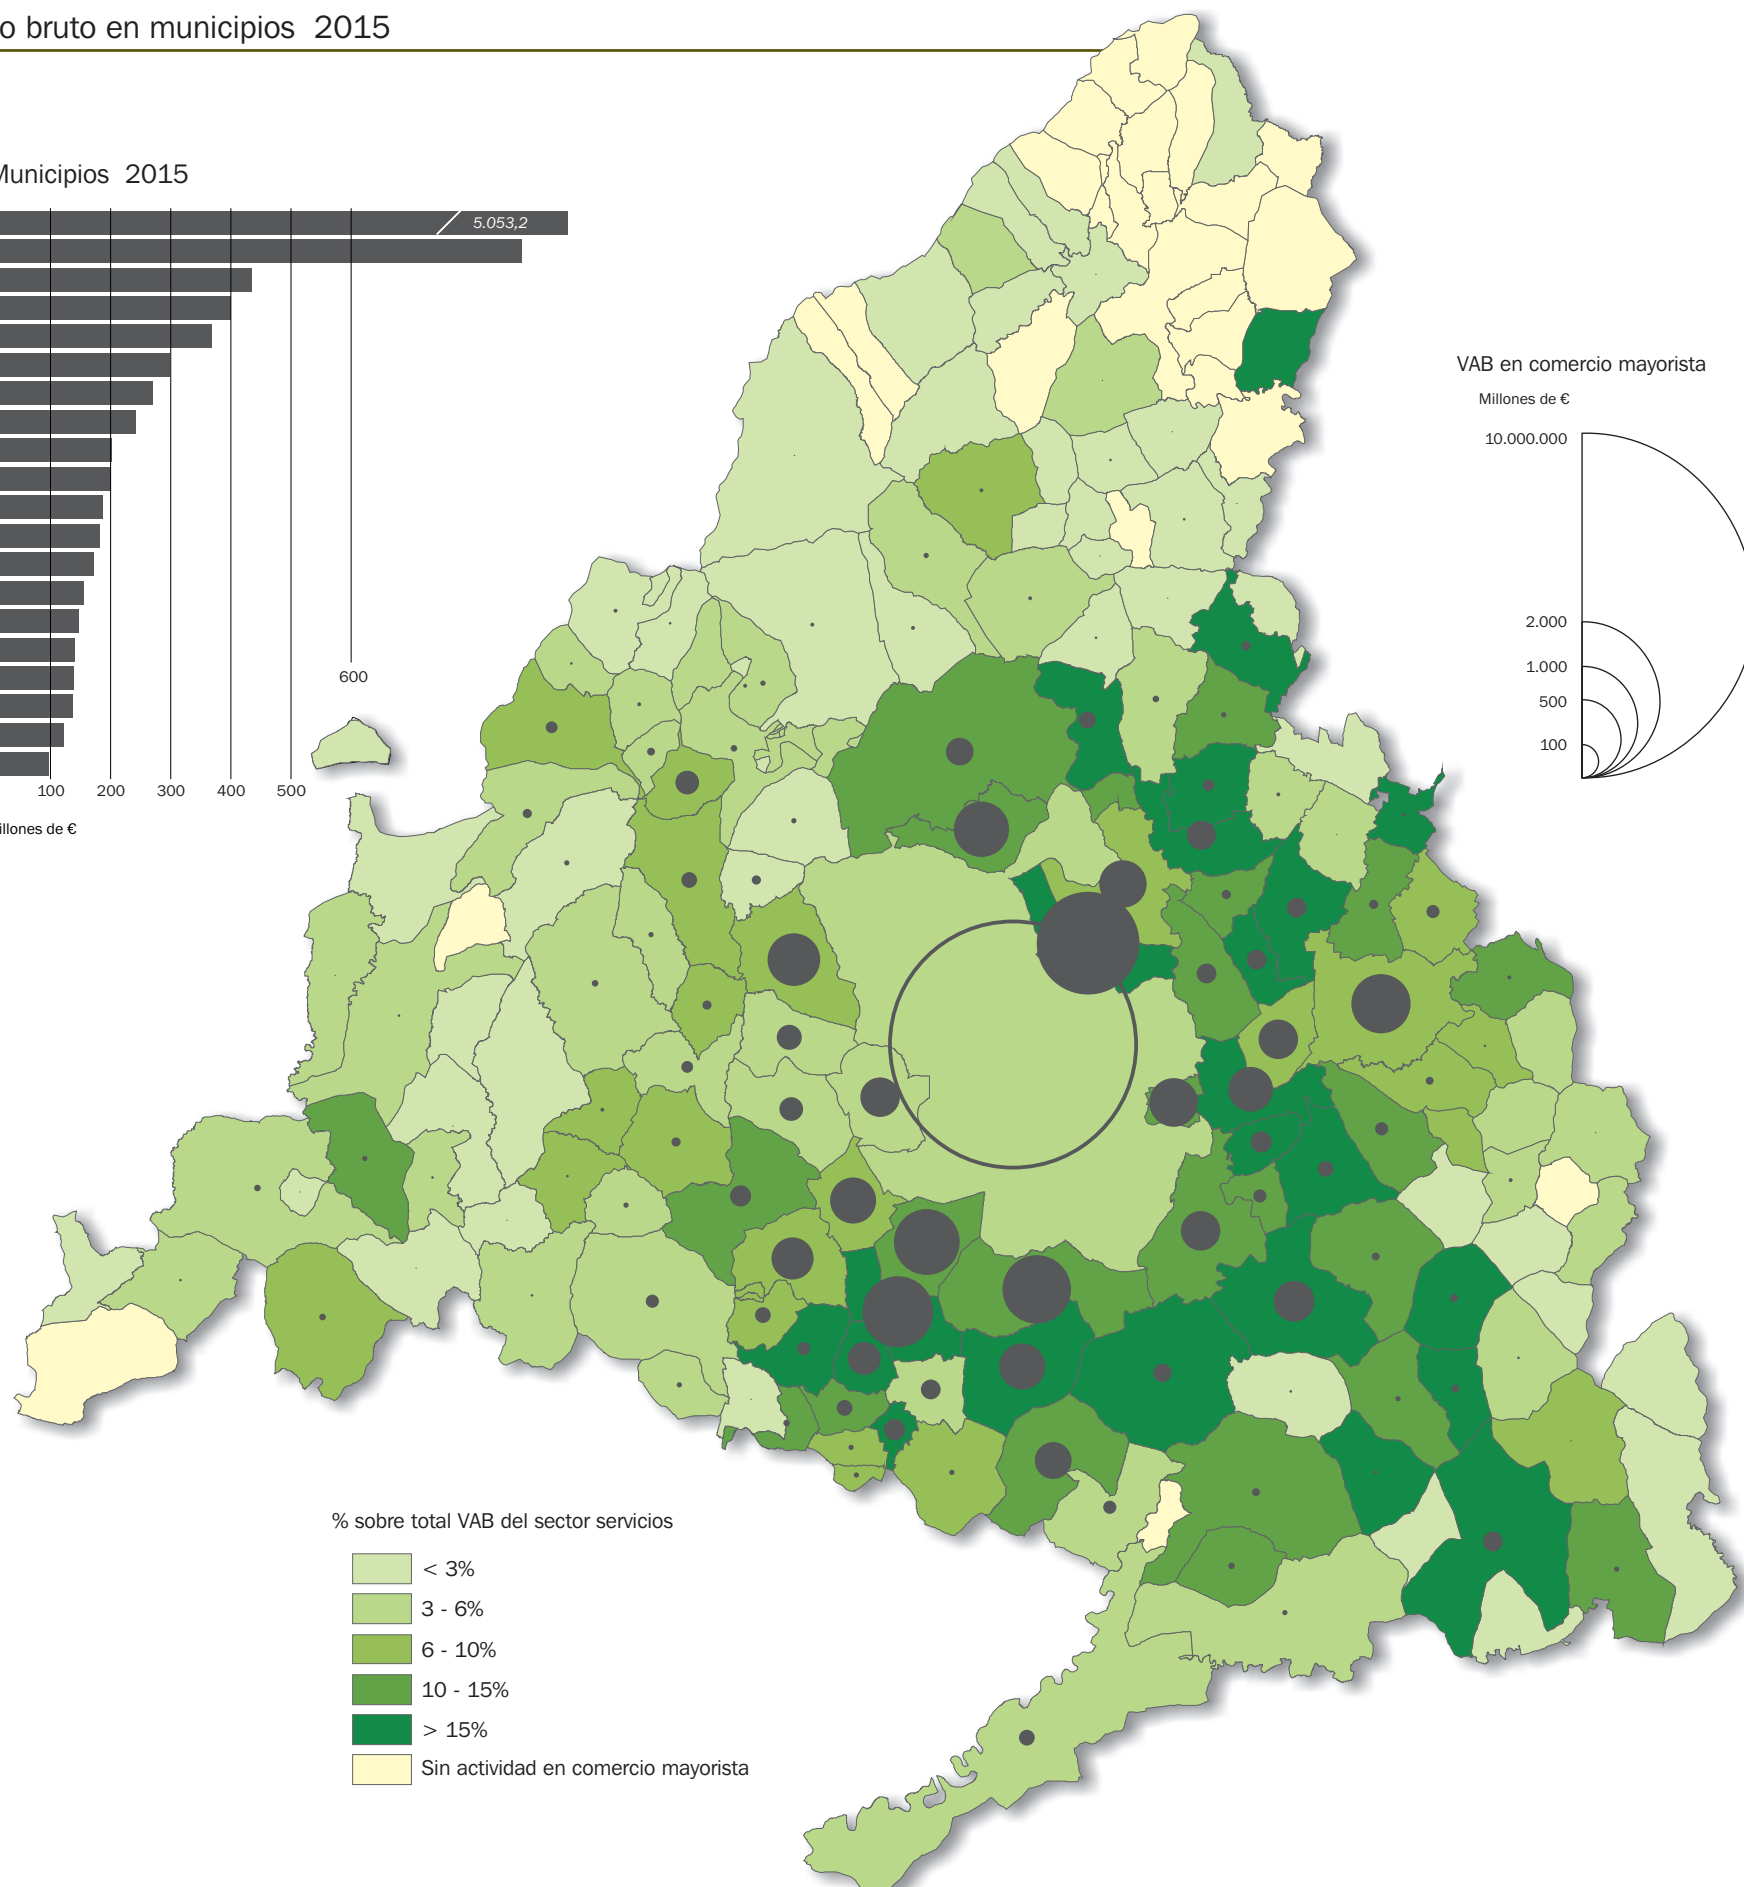 o bruto en municipios 2015
Municipios 2015
5.053,2
600
100 200 300 400 500
illones de €
VAB en comercio mayorista
Millones de €
10.000.000
2.000
1.000
500
100
% sobre total VAB del sector servicios
< 3%
3 - 6%
6 - 10%
10 - 15%
> 15%
Sin actividad en comercio mayorista